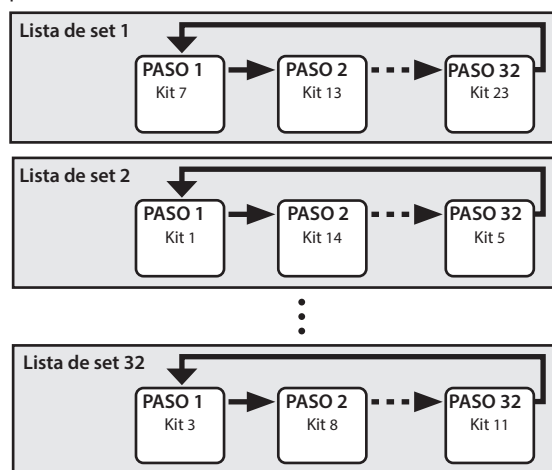 Lista de set 1
PASO 1
Kit 7
PASO 2
Kit 13
PASO 32
Kit 23
Lista de set 2
PASO 1
Kit 1
PASO 2
Kit 14
PASO 32
Kit 5
Lista de set 32
PASO 1
Kit 3
PASO 2
Kit 8
PASO 32
Kit 11